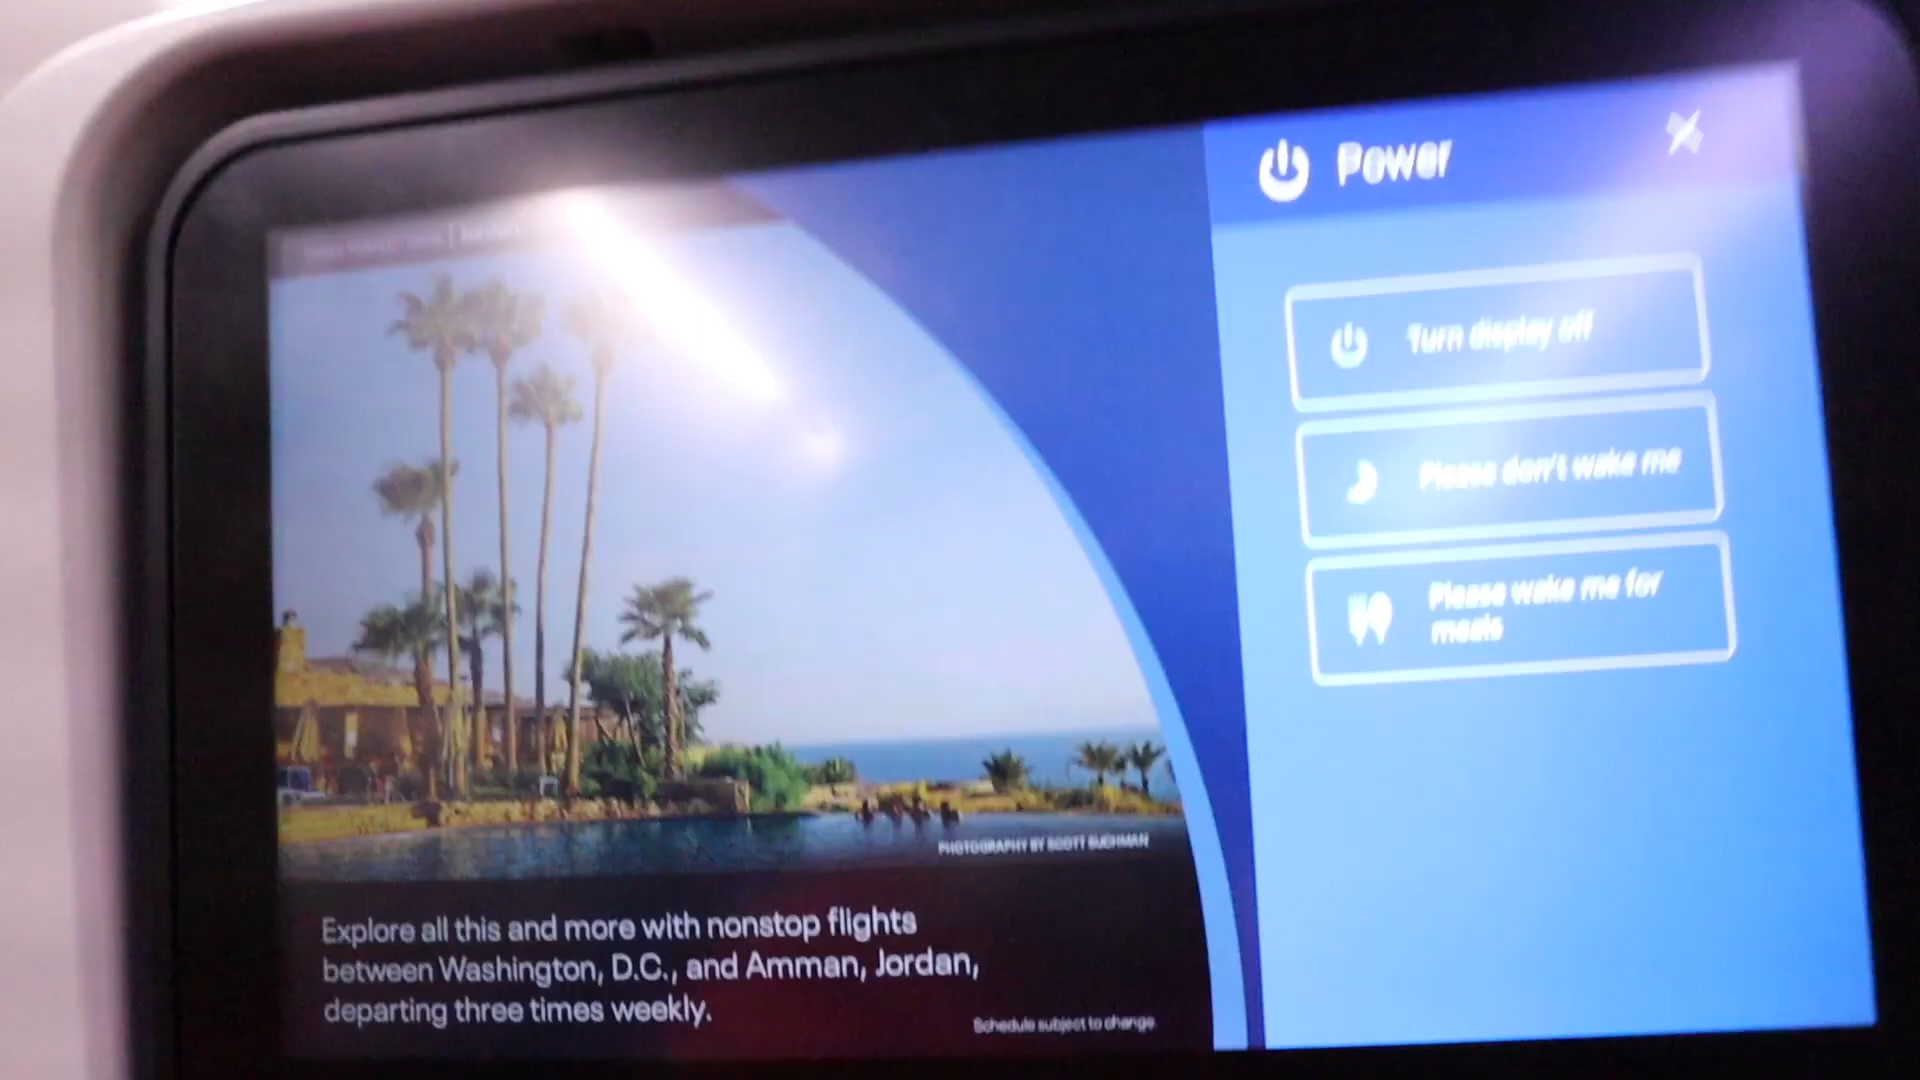 Power
Turn display off
Please don't wake me
Please wake me for
meals
PHOTOGRAPHY BY SCOTT SUCHMAN
Explore all this and more with nonstop flights
between Washington, D.C., and Amman, Jordan,
departing three times weekly.
Schedule subject to change.